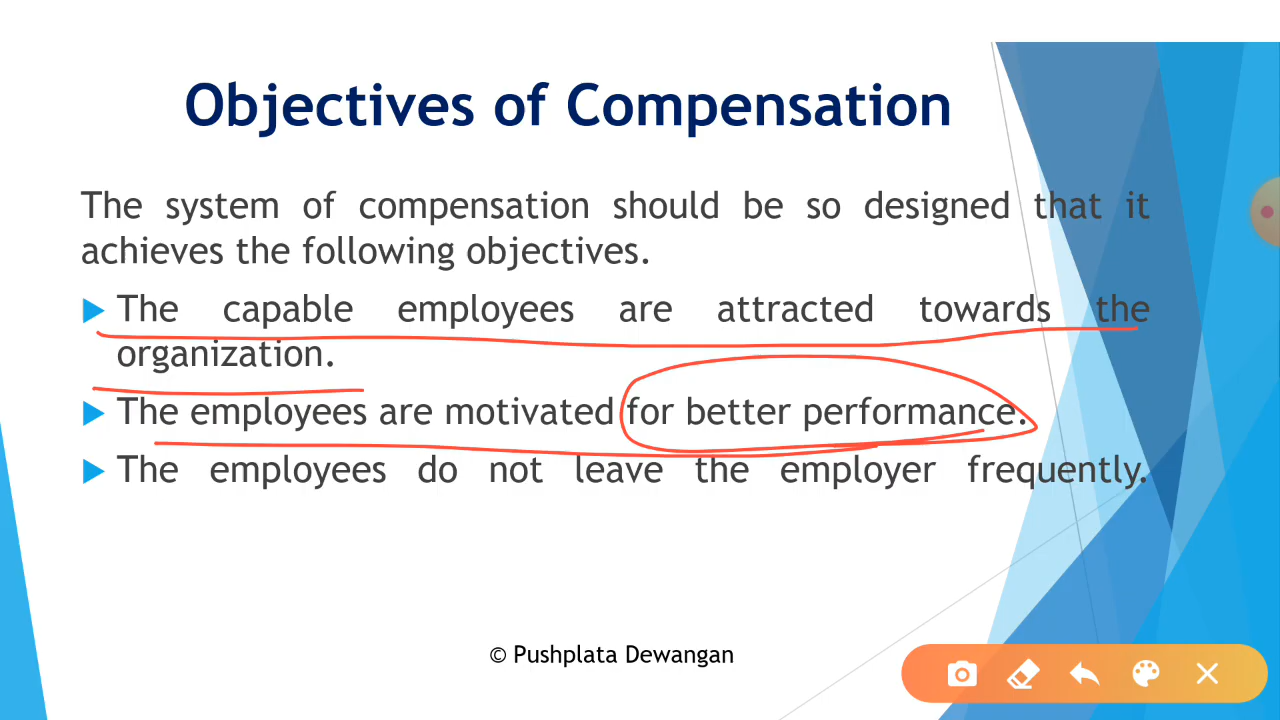 Objectives of Compensation
The system of compensation should be so designed that it
achieves the following objectives.
The capable employees are attracted towards the
organization.
The employees are motivated for better performance.
The employees do not leave the employer frequently.
© Pushplata Dewangan